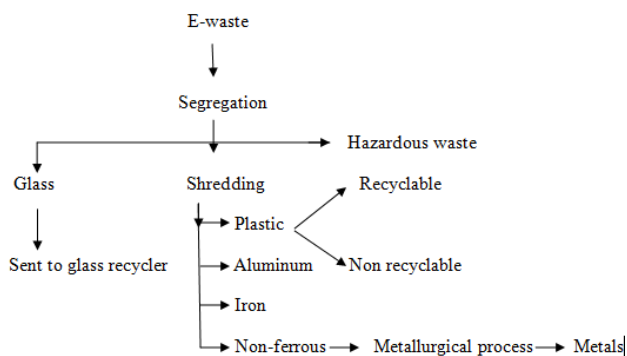 E-waste
Segregation
Hazardous waste
Glass
Shredding
Recyclable
Plastic
Sent to glass recycler
Aluminum
Non recyclable
Iron
Non-ferrous
Metallurgical process
Metals